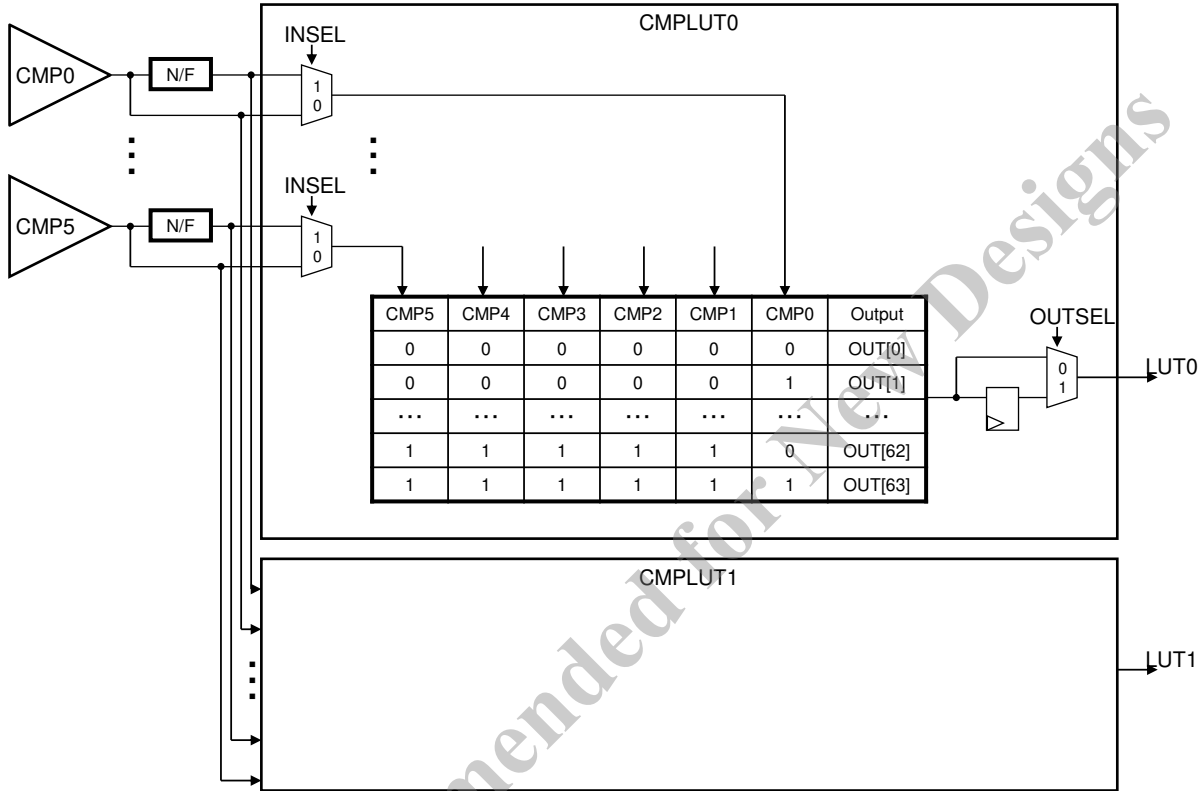 CMPLUT0
INSEL
CMP0
N/F
1
0
INSEL
CMP5
N/F
1
0
CMP5 CMP4 CMP3 CMP2 CMP1 CMP0 Output
0 0 0 0 0 0 OUT[0]
0 0 0 0 0 1 OUT[1]
... ... ... ... ... ... ...
1 1 1 1 1 0 OUT[62]
1 1 1 1 1 1 OUT[63]
OUTSEL
0
1
LUT0
CMPLUT1
LUT1
mended for New Designs